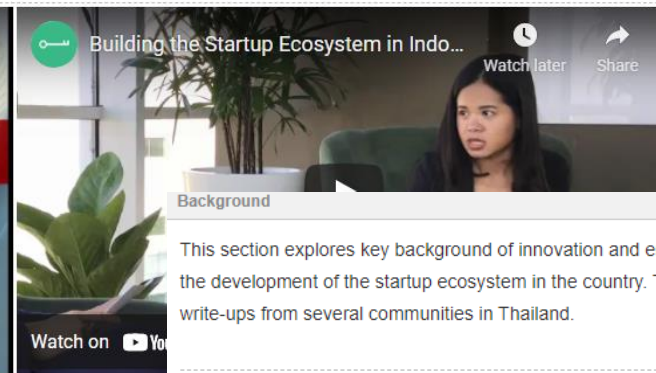 Building the Startup Ecosystem in Indo...
Watch later
Share
Background
This section explores key background of innovation and e
the development of the startup ecosystem in the country.
write-ups from several communities in Thailand.
Watch on